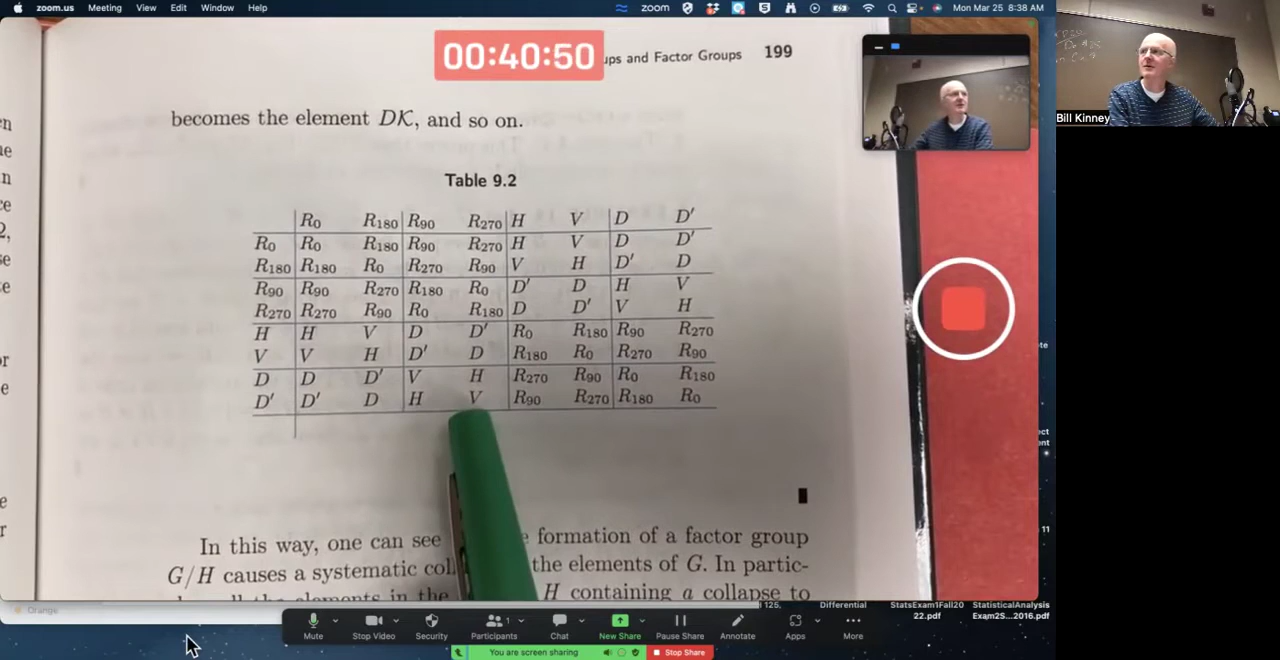 zoom.us Meeting View Edit Window Help zoom Mon Mar 25 8:38 AM
00:40:50
ups and Factor Groups 199
becomes the element DK, and so on.
Table 9.2
R0 R180 R90 R270 H V D D′
R0 R0 R180 R90 R270 H V D D′
R180 R180 R0 R270 R90 V H D′ D
R90 R90 R270 R180 R0 D′ D H V
R270 R270 R90 R0 R180 D D′ V H
H H V D D′ R0 R180 R90 R270
V V H D′ D R180 R0 R270 R90
D D D′ V H R270 R90 R0 R180
D′ D′ D H V R90 R270 R180 R0
In this way, one can see formation of a factor group
G/H causes a systematic the elements of G. In partic-
H containing a collapse to
Bill Kinney
Orange
125,
11
Differential
StatsExam1Fall20
22.pdf
StatisticalAnalysis
Exam2S...2016.pdf
Mute Stop Video Security Participants 1 Chat New Share Pause Share Annotate Apps More
You are screen sharing Stop Share